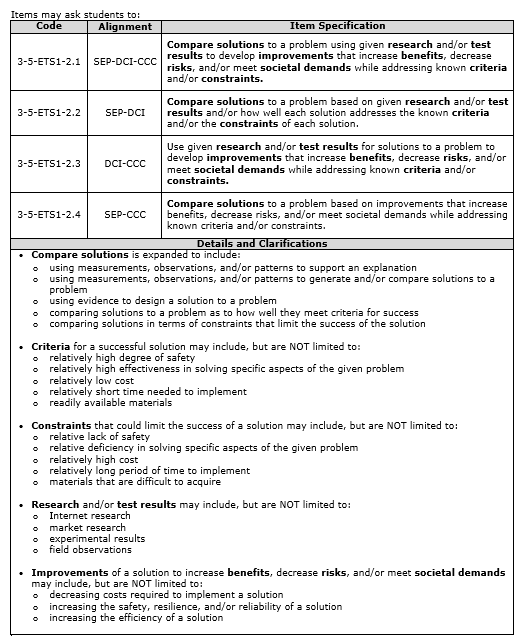 Items may ask students to:
Code Alignment Item Specification
3-5-ETS1-2.1 SEP-DCI-CCC Compare solutions to a problem using given research and/or test
results to develop improvements that increase benefits, decrease
risks, and/or meet societal demands while addressing known criteria
and/or constraints.
3-5-ETS1-2.2 SEP-DCI Compare solutions to a problem based on given research and/or test
results and/or how well each solution addresses the known criteria
and/or the constraints of each solution.
3-5-ETS1-2.3 DCI-CCC Use given research and/or test results for solutions to a problem to
develop improvements that increase benefits, decrease risks, and/or
meet societal demands while addressing known criteria and/or
constraints.
3-5-ETS1-2.4 SEP-CCC Compare solutions to a problem based on improvements that increase
benefits, decrease risks, and/or meet societal demands while addressing
known criteria and/or constraints.
Details and Clarifications
• Compare solutions is expanded to include:
o using measurements, observations, and/or patterns to support an explanation
o using measurements, observations, and/or patterns to generate and/or compare solutions to a
problem
o using evidence to design a solution to a problem
o comparing solutions to a problem as to how well they meet criteria for success
o comparing solutions in terms of constraints that limit the success of the solution
• Criteria for a successful solution may include, but are NOT limited to:
o relatively high degree of safety
o relatively high effectiveness in solving specific aspects of the given problem
o relatively low cost
o relatively short time needed to implement
o readily available materials
• Constraints that could limit the success of a solution may include, but are NOT limited to:
o relative lack of safety
o relative deficiency in solving specific aspects of the given problem
o relatively high cost
o relatively long period of time to implement
o materials that are difficult to acquire
• Research and/or test results may include, but are NOT limited to:
o Internet research
o market research
o experimental results
o field observations
• Improvements of a solution to increase benefits, decrease risks, and/or meet societal demands
may include, but are NOT limited to:
o decreasing costs required to implement a solution
o increasing the safety, resilience, and/or reliability of a solution
o increasing the efficiency of a solution